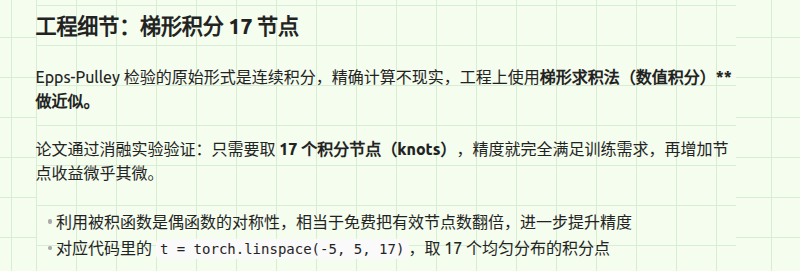 工程细节：梯形积分 17 节点
Epps-Pulley 检验的原始形式是连续积分，精确计算不现实，工程上使用梯形求积法（数值积分）**
做近似。
论文通过消融实验验证：只需要取 17 个积分节点（knots），精度就完全满足训练需求，再增加节
点收益微乎其微。
• 利用被积函数是偶函数的对称性，相当于免费把有效节点数翻倍，进一步提升精度
• 对应代码里的 t = torch.linspace(-5, 5, 17)，取 17 个均匀分布的积分点